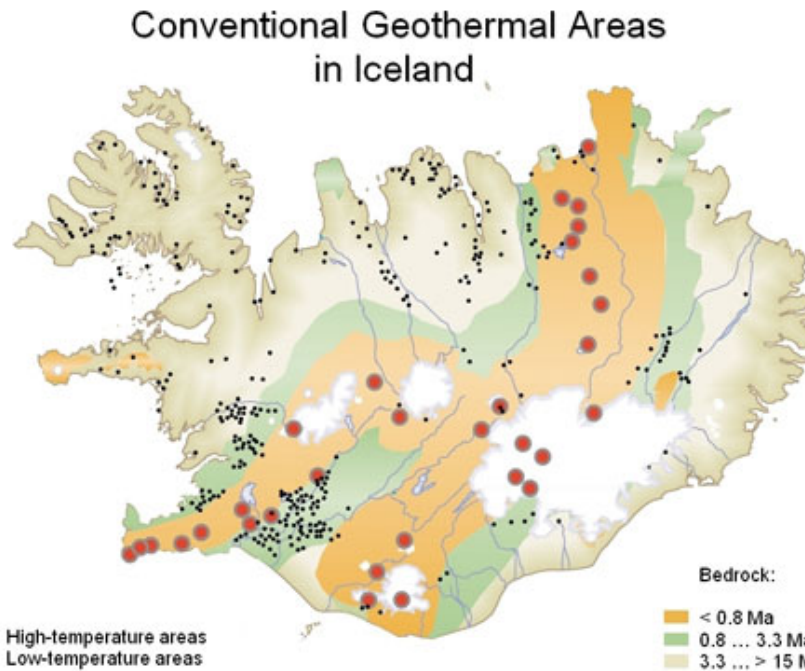 Conventional Geothermal Areas
in Iceland
Bedrock:
< 0.8 Ma
0.8 ... 3.3 Ma
3.3 ... > 15 M
High-temperature areas
Low-temperature areas